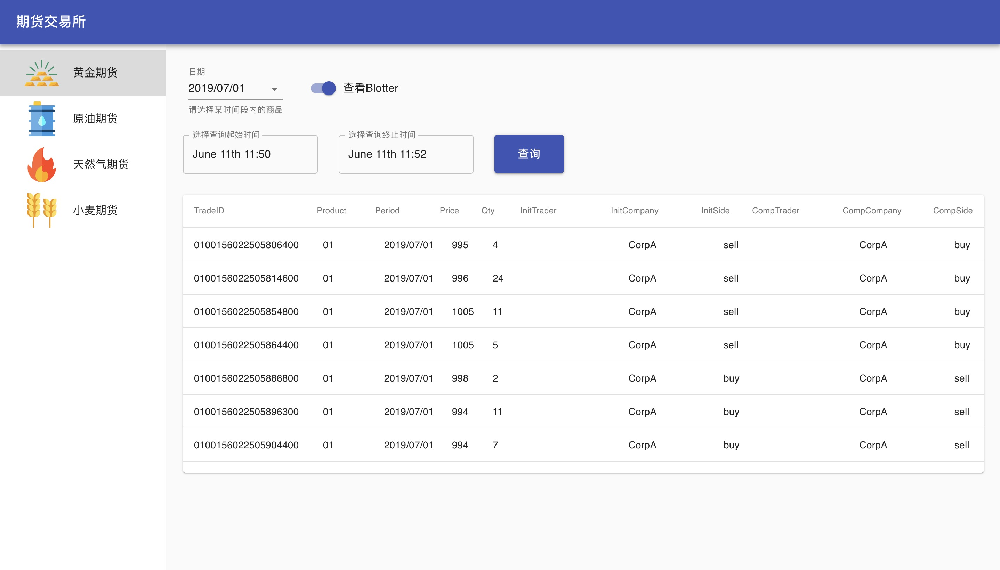 期货交易所
黄金期货
原油期货
天然气期货
小麦期货
日期
2019/07/01
查看Blotter
请选择某时间段内的商品
选择查询起始时间
June 11th 11:50
选择查询终止时间
June 11th 11:52
查询
TradeID Product Period Price Qty InitTrader InitCompany InitSide CompTrader CompCompany CompSide
0100156022505806400 01 2019/07/01 995 4 CorpA sell CorpA buy
0100156022505814600 01 2019/07/01 996 24 CorpA sell CorpA buy
0100156022505854800 01 2019/07/01 1005 11 CorpA sell CorpA buy
0100156022505864400 01 2019/07/01 1005 5 CorpA sell CorpA buy
0100156022505886800 01 2019/07/01 998 2 CorpA buy CorpA sell
0100156022505896300 01 2019/07/01 994 11 CorpA buy CorpA sell
0100156022505904400 01 2019/07/01 994 7 CorpA buy CorpA sell